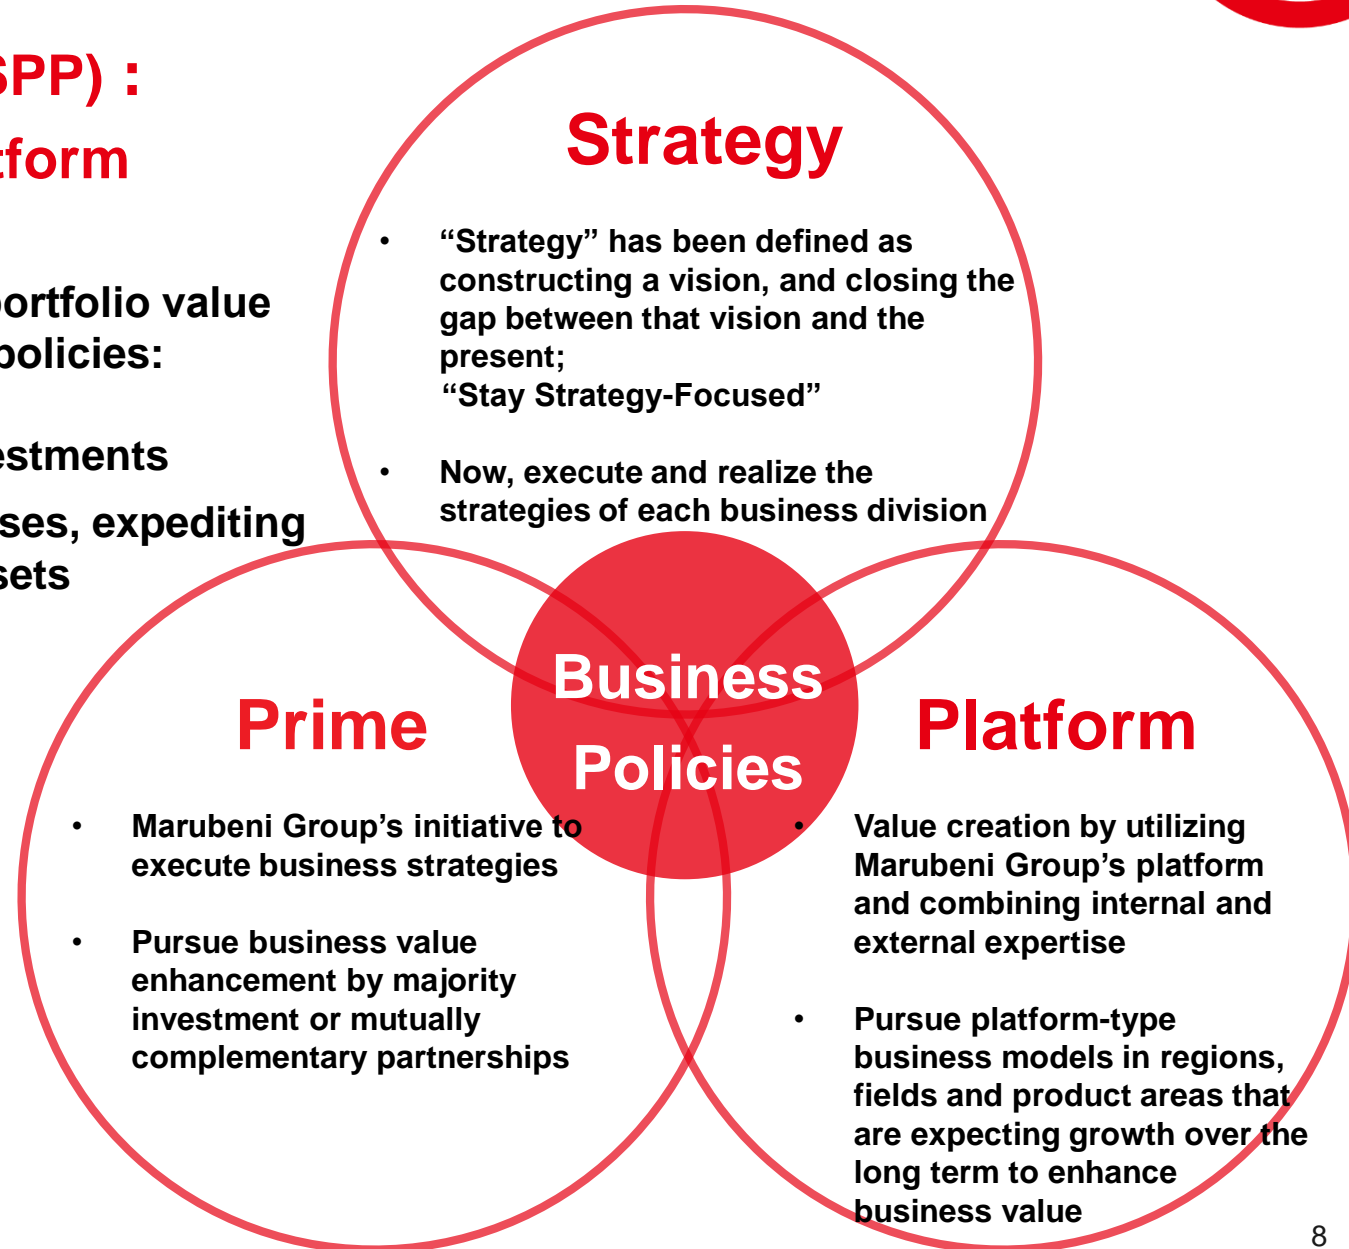 SPP) :
tform
ortfolio value
policies:
estments
ses, expediting
sets
Strategy
• “Strategy” has been defined as
constructing a vision, and closing the
gap between that vision and the
present;
“Stay Strategy-Focused”
• Now, execute and realize the
strategies of each business division
Business
Policies
Prime
• Marubeni Group’s initiative to
execute business strategies
• Pursue business value
enhancement by majority
investment or mutually
complementary partnerships
Platform
• Value creation by utilizing
Marubeni Group’s platform
and combining internal and
external expertise
• Pursue platform-type
business models in regions,
fields and product areas that
are expecting growth over the
long term to enhance
business value
8